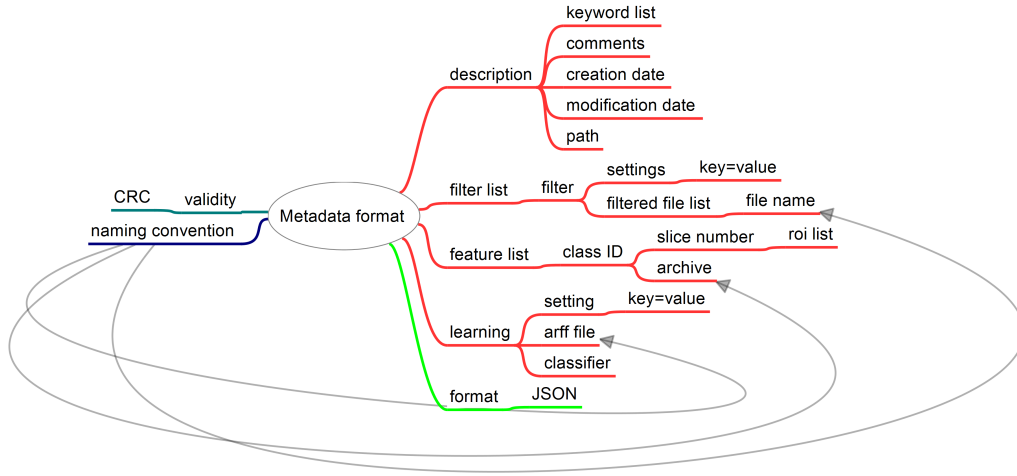 keyword list
comments
description
creation date
modification date
path
settings
key=value
filter list
filter
filtered file list
file name
CRC
validity
Metadata format
naming convention
slice number
roi list
feature list
class ID
archive
setting
key=value
learning
arff file
classifier
format
JSON